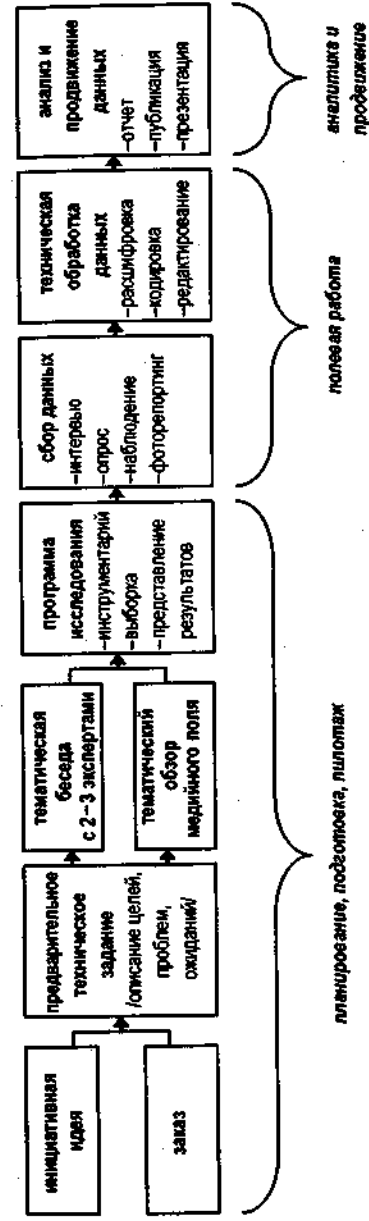 инициативная
идея
заказ
предварительное
техническое
задание
/описание целей,
проблем,
ожиданий/
тематическая
беседа
с 2–3 экспертами
тематический
обзор
медийного поля
программа
исследования
–инструментарий
–выборка
–представление
результатов
сбор данных
–интервью
–опрос
–наблюдение
–фоторепортинг
техническая
обработка
данных
–расшифровка
–кодировка
–редактирование
анализ и
продвижение
данных
–отчет
–публикация
–презентация
планирование, подготовка, пилотаж
полевая работа
аналитика и
продвижение